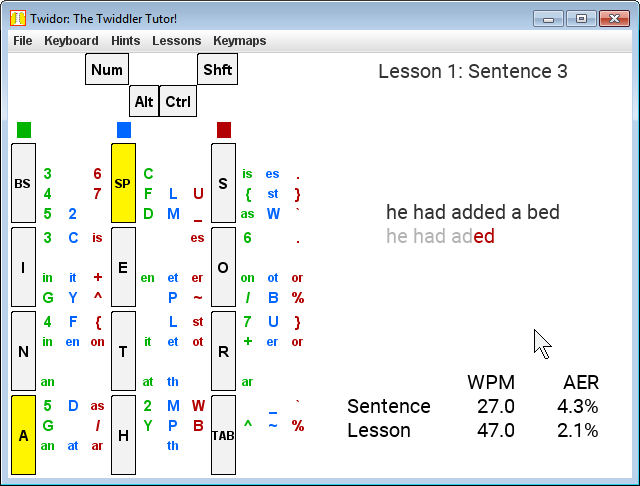 Twidor: The Twiddler Tutor!
File Keyboard Hints Lessons Keymaps
Num Shft
Alt Ctrl
Lesson 1: Sentence 3
BS SP S
3 6 C is es .
4 7 F L U { st }
5 2 D M _ as W `
I E O
3 C is es 6 .
in it + en et er on ot or
G Y ^ P ~ / B %
N T R
4 F { L st 7 U }
in en on it et ot + er or
an at th ar
A H TAB
5 D as 2 M W _ `
G / Y P B ^ ~ %
an at ar th
he had added a bed
he had aded
WPM AER
Sentence 27.0 4.3%
Lesson 47.0 2.1%